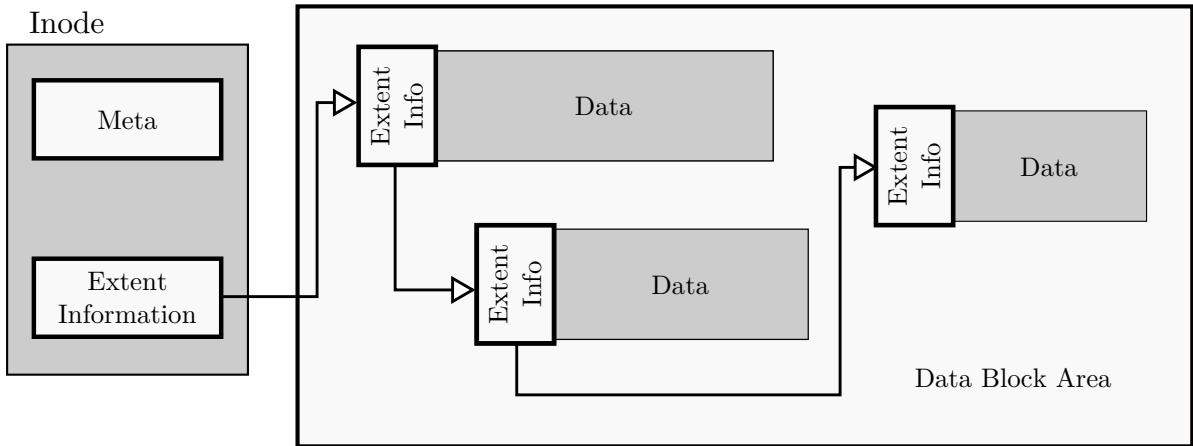 Inode
Meta
Extent
Information
Extent
Info
Data
Extent
Info
Data
Extent
Info
Data
Data Block Area